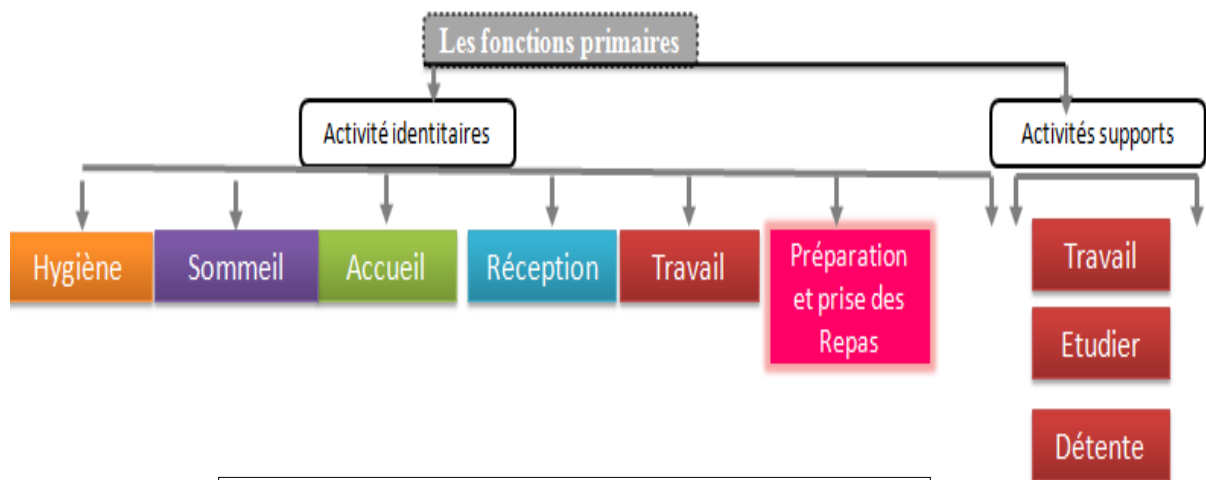 Les fonctions primaires
Activité identitaires
Activités supports
Hygiène
Sommeil
Accueil
Réception
Travail
Préparation
et prise des
Repas
Travail
Etudier
Détente